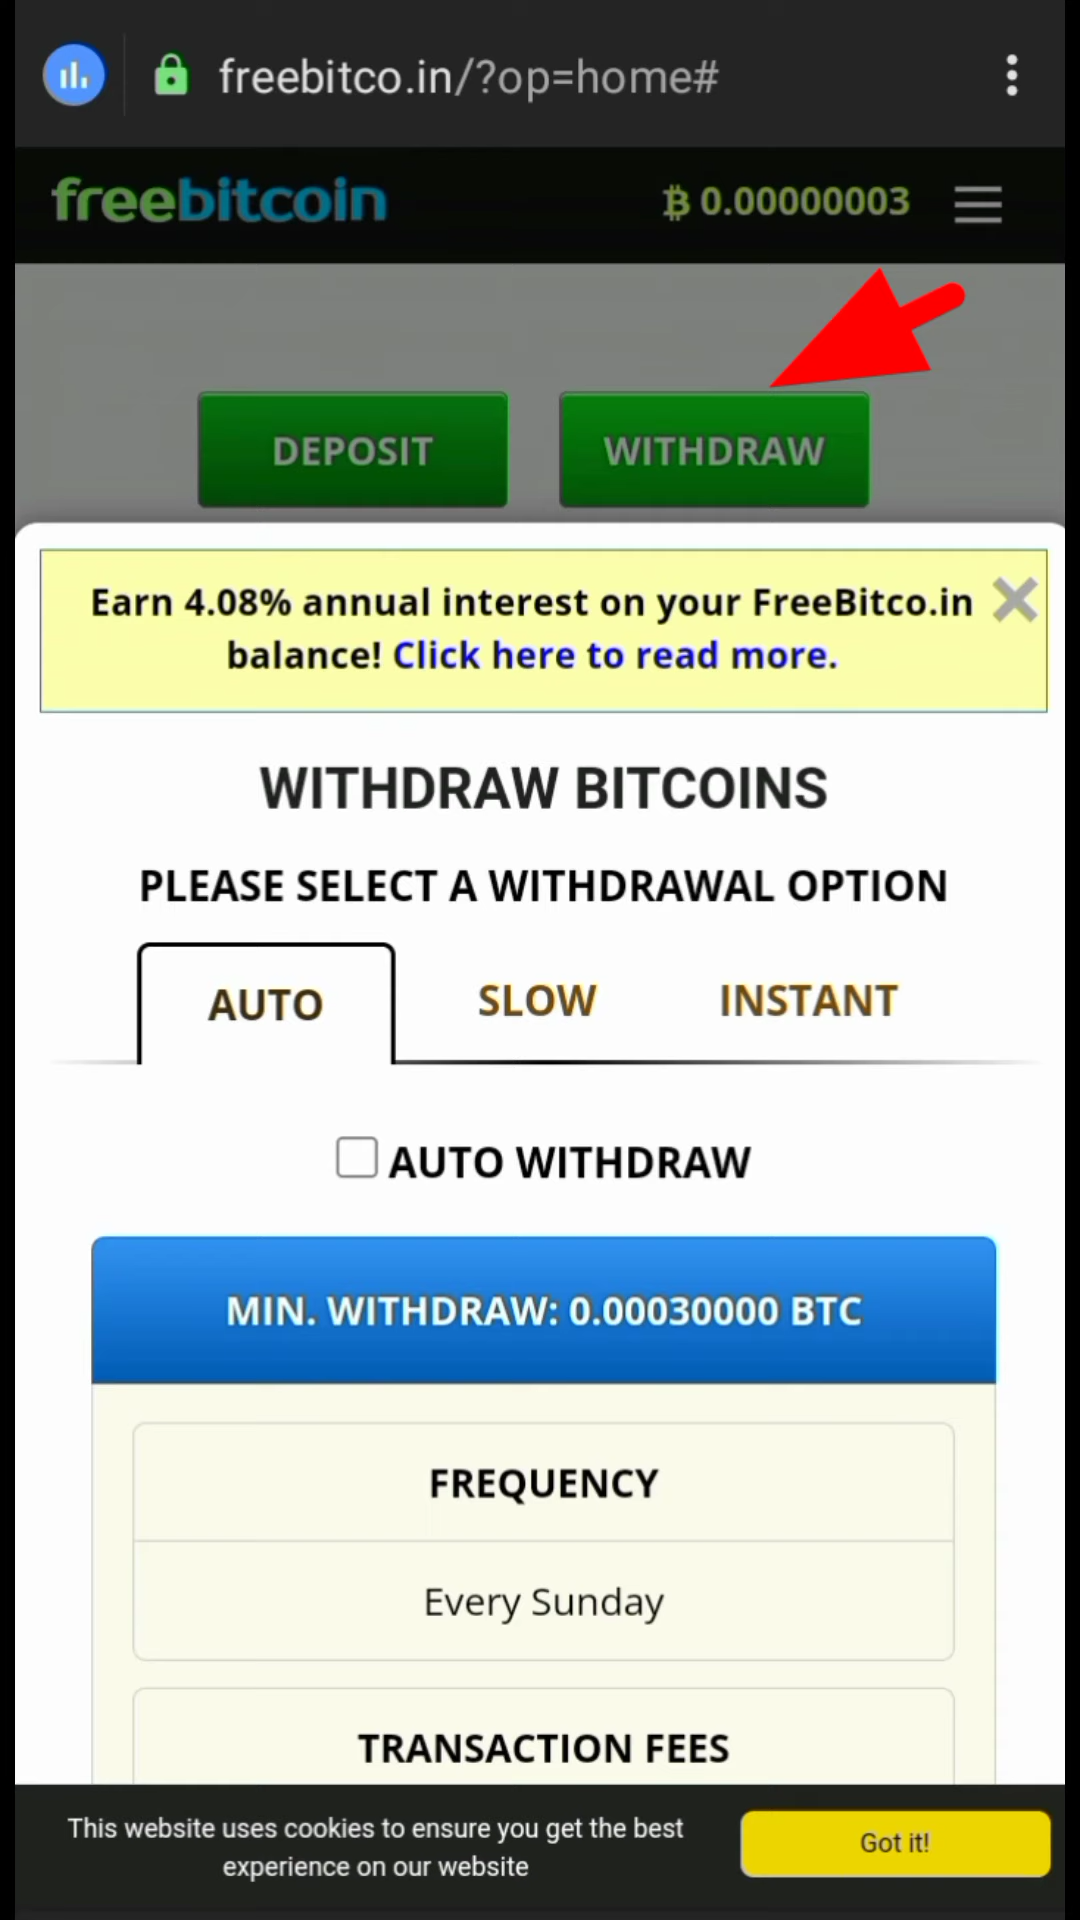 freebitco.in/?op=home#
freebitcoin
₿ 0.00000003
DEPOSIT
WITHDRAW
Earn 4.08% annual interest on your FreeBitco.in
balance! Click here to read more.
WITHDRAW BITCOINS
PLEASE SELECT A WITHDRAWAL OPTION
AUTO
SLOW
INSTANT
AUTO WITHDRAW
MIN. WITHDRAW: 0.00030000 BTC
FREQUENCY
Every Sunday
TRANSACTION FEES
This website uses cookies to ensure you get the best
experience on our website
Got it!